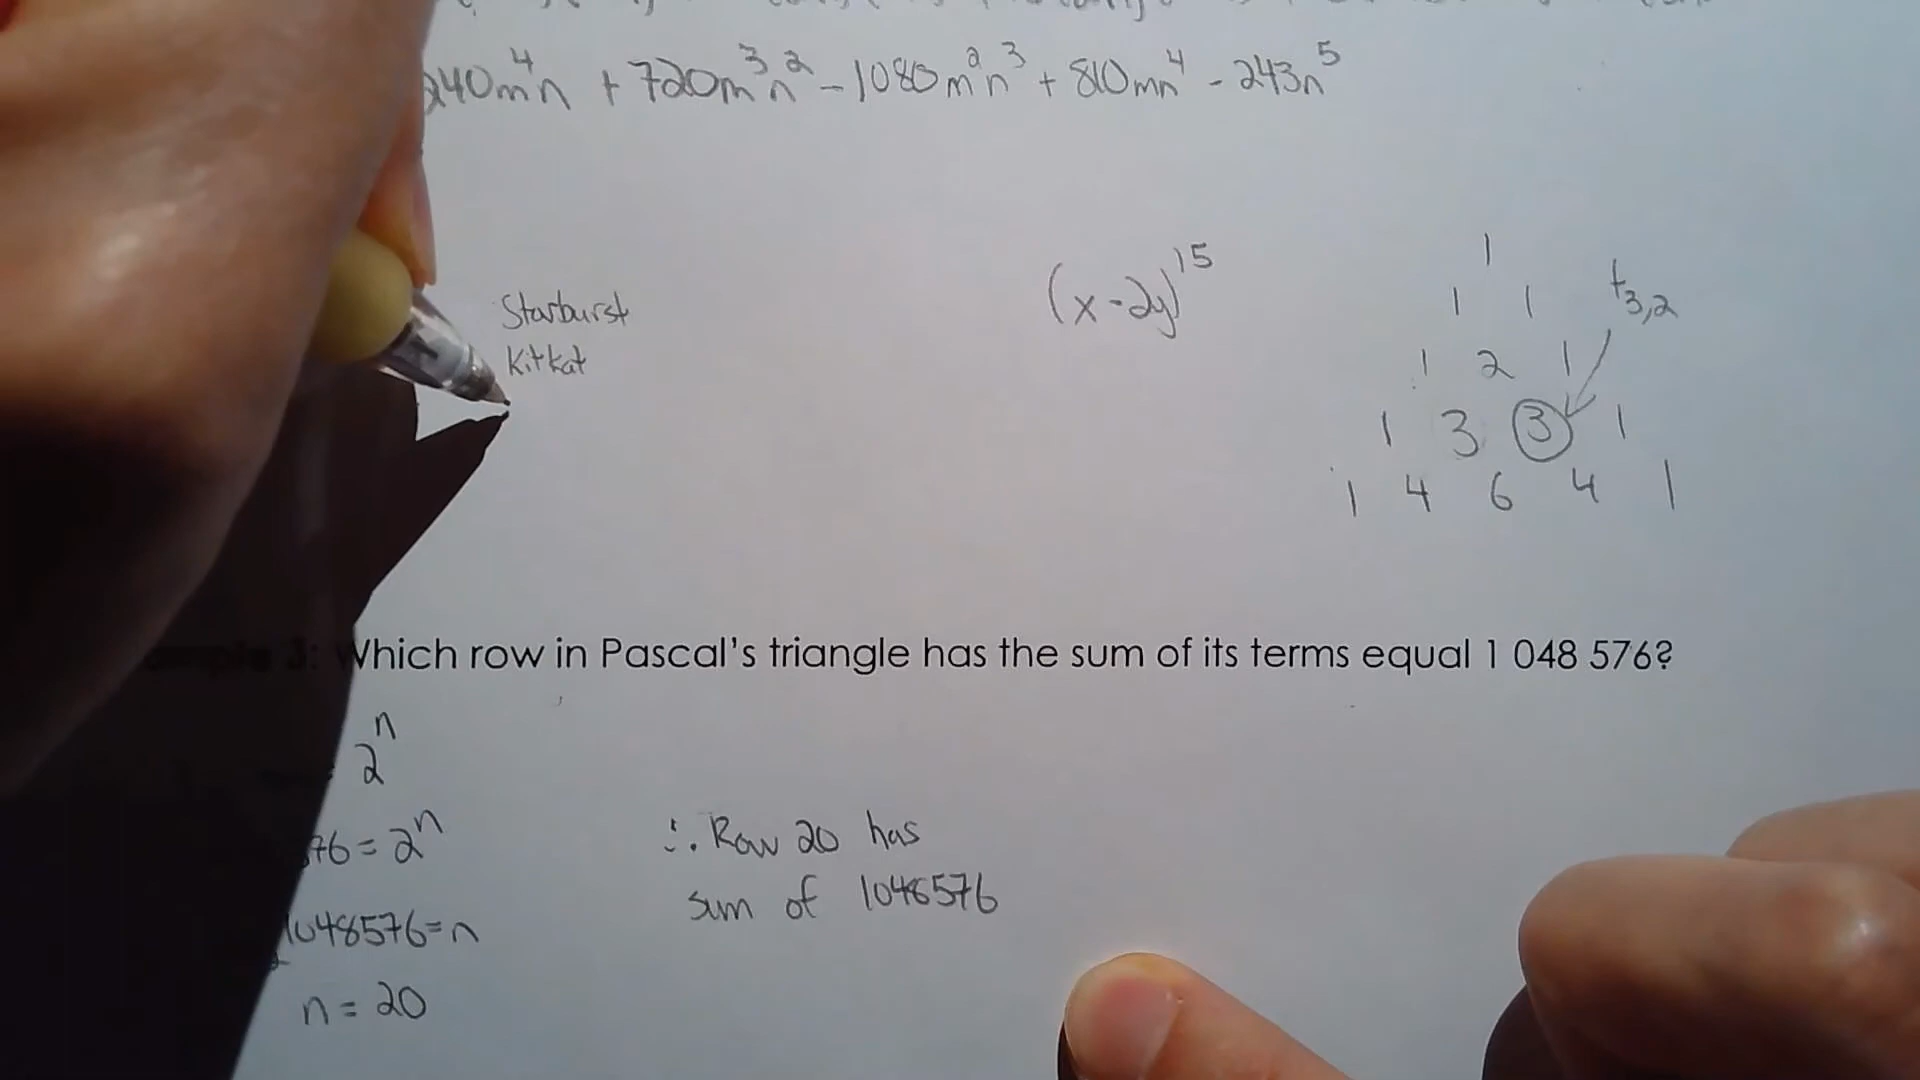 240m⁴n + 720m³n² - 1080m²n³ + 810mn⁴ - 243n⁵
(x-2y)¹⁵
Starburst
Kitkat
1
1 1
t₃,₂
1 2 1
1 3 3 1
1 4 6 4 1
3: Which row in Pascal's triangle has the sum of its terms equal 1 048 576?
2ⁿ
76 = 2ⁿ
1048576 = n
n = 20
∴ Row 20 has
sum of 1048576